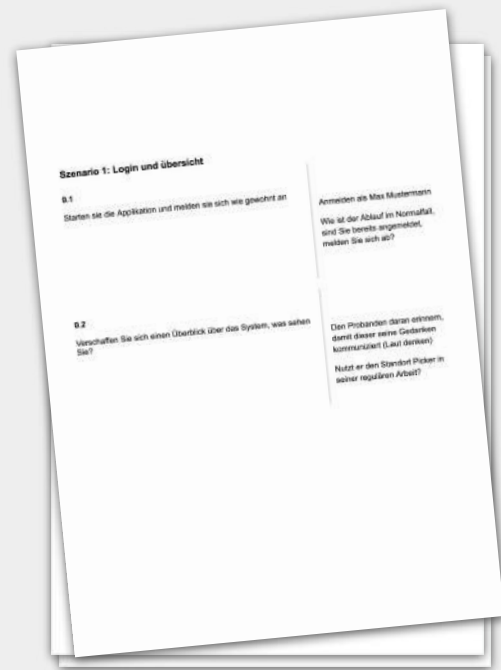 Szenario 1: Login und übersicht
0.1
Starten sie die Applikation und melden sie sich wie gewohnt an
Anmelden als Max Mustermann
Wie ist der Ablauf im Normalfall,
sind Sie bereits angemeldet,
melden Sie sich ab?
0.2
Verschaffen Sie sich einen Überblick über das System, was sehen
Sie?
Den Probanden daran erinnern,
damit dieser seine Gedanken
kommuniziert (Laut denken)
Nutzt er den Standort Picker in
seiner regulären Arbeit?